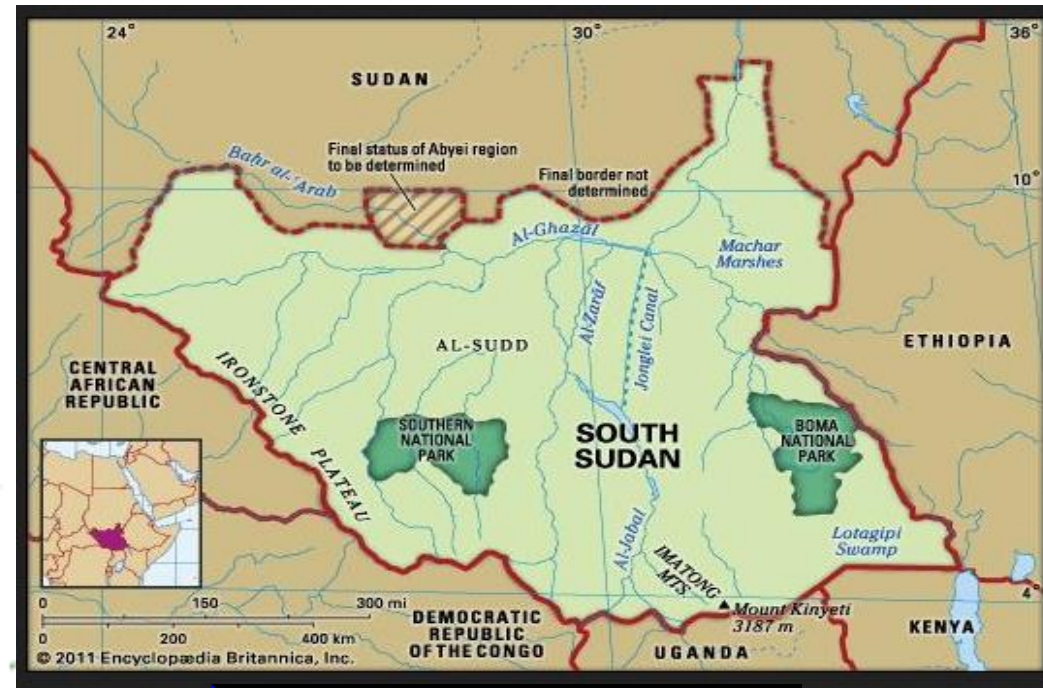 24°
30°
36°
SUDAN
Final status of Abyei region
to be determined
Bahr al-ʿArab
Final border not
determined
10°
Al-Ghazāl
Machar
Marshes
Al-Zarāf
Jonglei Canal
ETHIOPIA
AL-SUDD
CENTRAL
AFRICAN
REPUBLIC
IRONSTONE PLATEAU
SOUTHERN
NATIONAL
PARK
SOUTH
SUDAN
BOMA
NATIONAL
PARK
Al-Jabal
Lotagipi
Swamp
IMATONG
MTS.
4°
Mount Kinyeti
3187 m
0 150 300 mi
0 200 400 km
DEMOCRATIC
REPUBLIC
OF THE CONGO
UGANDA
KENYA
© 2011 Encyclopædia Britannica, Inc.